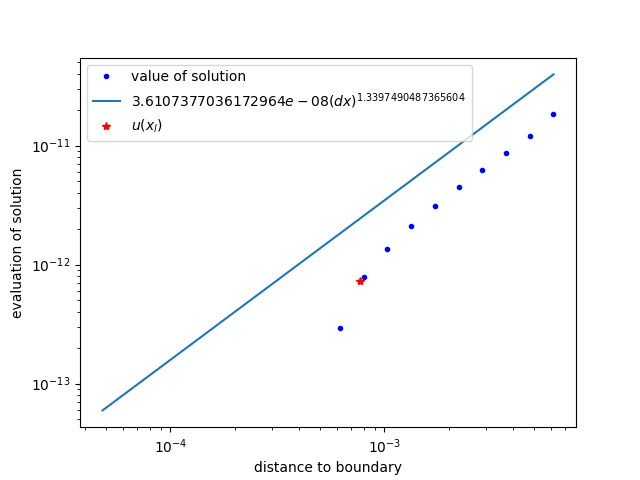 value of solution
3.6107377036172964e − 08(dx)^1.3397490487365604
u(x_l)
10^−11
10^−12
10^−13
evaluation of solution
10^−4
10^−3
distance to boundary